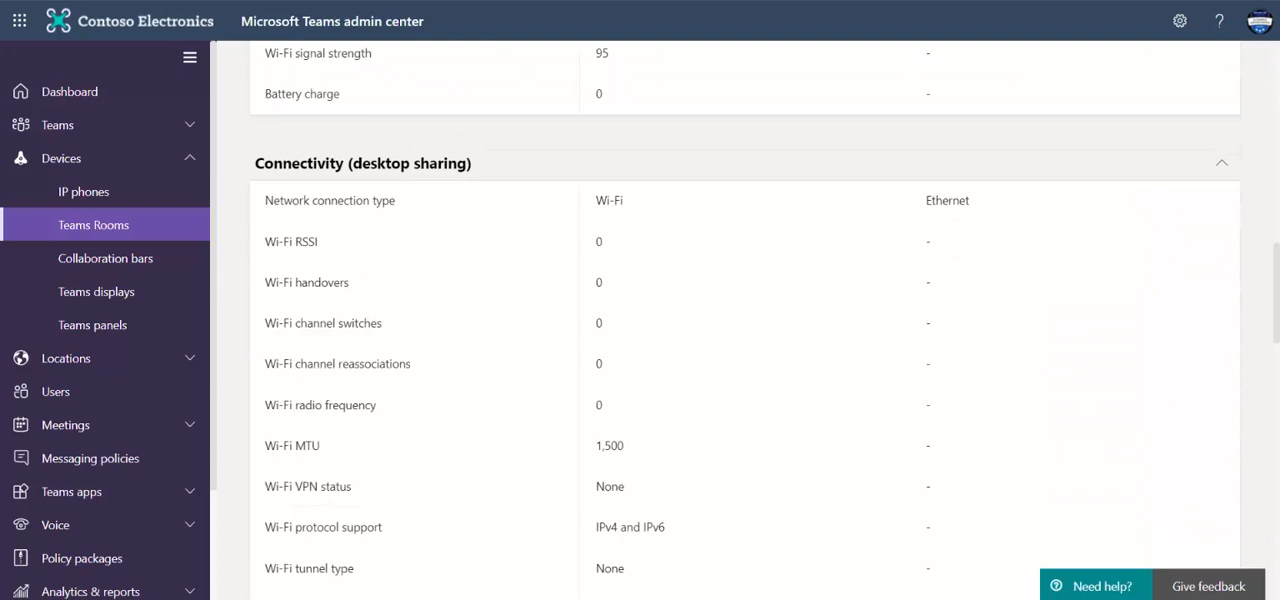 Contoso Electronics Microsoft Teams admin center
Dashboard
Teams
Devices
IP phones
Teams Rooms
Collaboration bars
Teams displays
Teams panels
Locations
Users
Meetings
Messaging policies
Teams apps
Voice
Policy packages
Analytics & reports
Wi-Fi signal strength 95 -
Battery charge 0 -
Connectivity (desktop sharing)
Network connection type Wi-Fi Ethernet
Wi-Fi RSSI 0 -
Wi-Fi handovers 0 -
Wi-Fi channel switches 0 -
Wi-Fi channel reassociations 0 -
Wi-Fi radio frequency 0 -
Wi-Fi MTU 1,500 -
Wi-Fi VPN status None -
Wi-Fi protocol support IPv4 and IPv6 -
Wi-Fi tunnel type None -
Need help? Give feedback